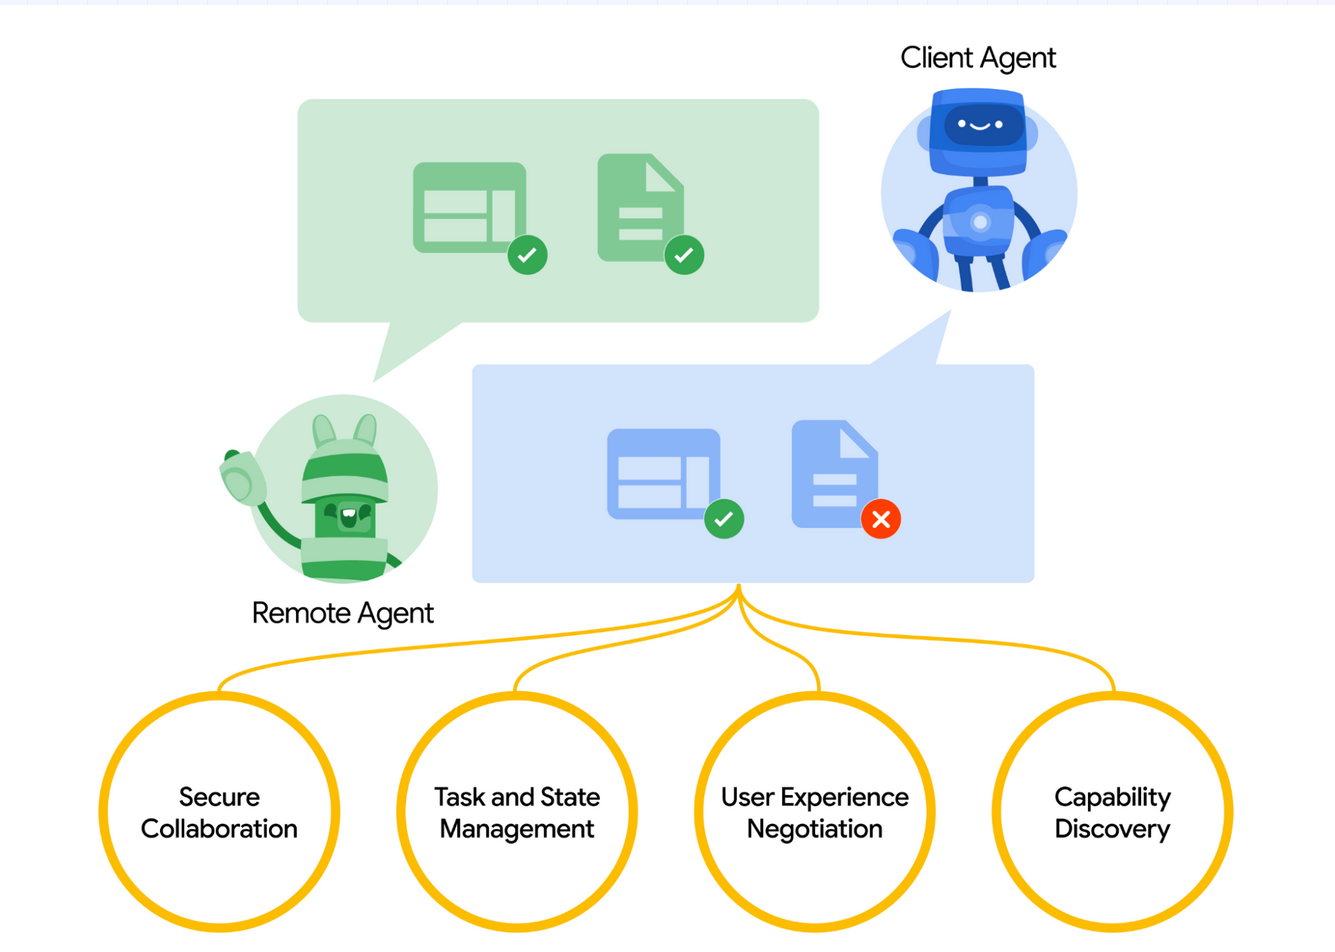 Client Agent
Remote Agent
Secure
Collaboration
Task and State
Management
User Experience
Negotiation
Capability
Discovery